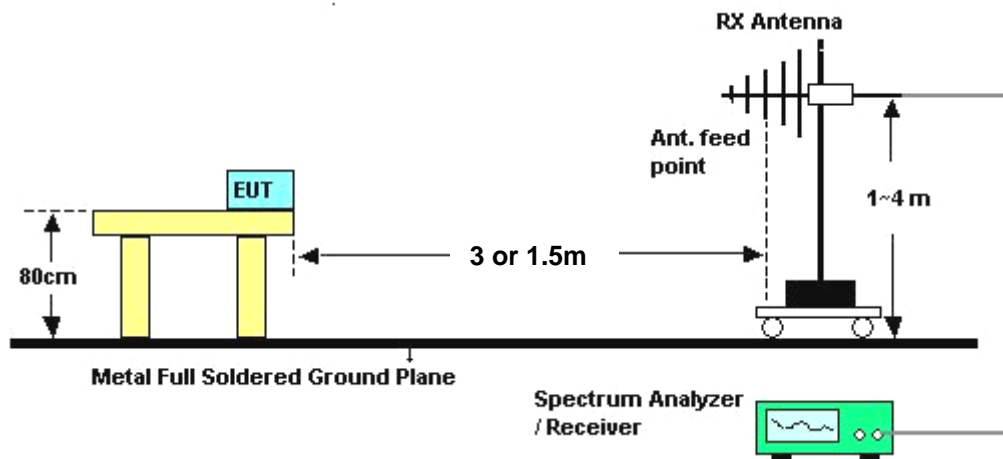 RX Antenna
Ant. feed
point
EUT
1~4 m
3 or 1.5m
80cm
Metal Full Soldered Ground Plane
Spectrum Analyzer
/ Receiver